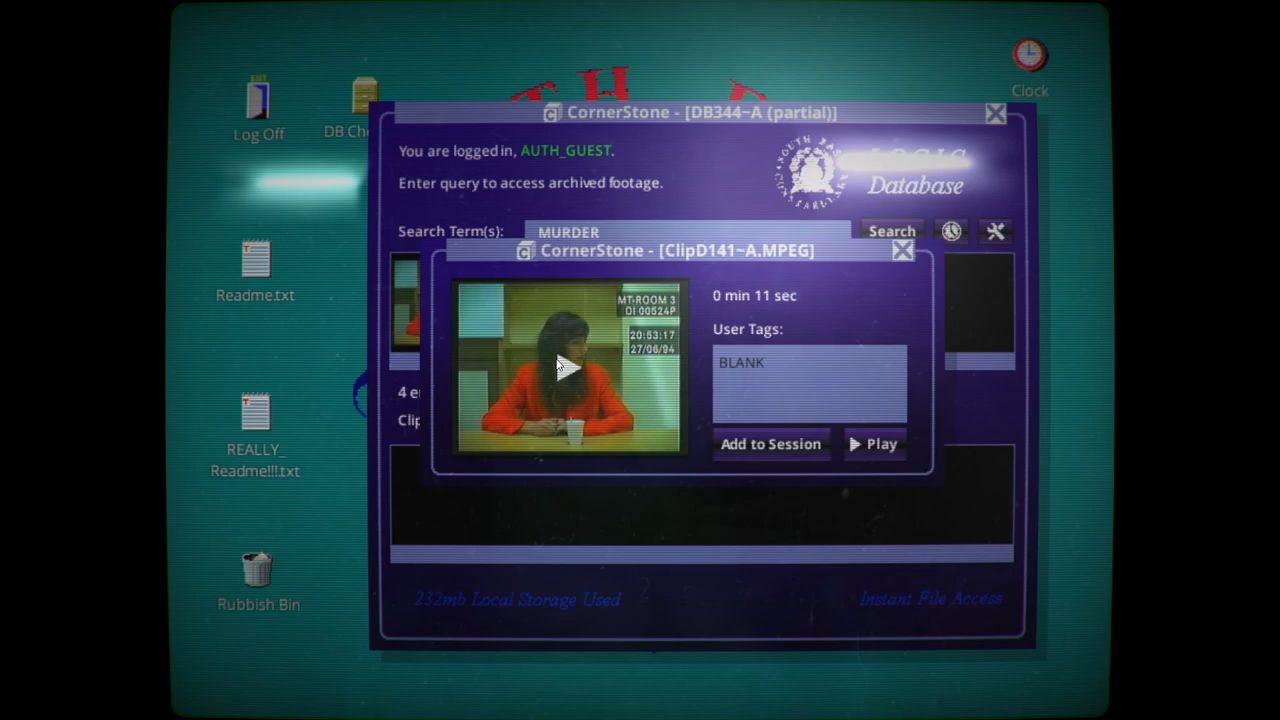 Clock
Log Off
DB Che
CornerStone - [DB344~A (partial)]
You are logged in, AUTH_GUEST.
Enter query to access archived footage.
LOGIC
Database
Search Term(s):
MURDER
Search
CornerStone - [ClipD141~A.MPEG]
MT-ROOM 3
DI 00524P
20:53:17
27/06/94
0 min 11 sec
User Tags:
BLANK
Readme.txt
4 e
Clip
Add to Session
Play
REALLY_
Readme!!!.txt
Rubbish Bin
232mb Local Storage Used
Instant File Access